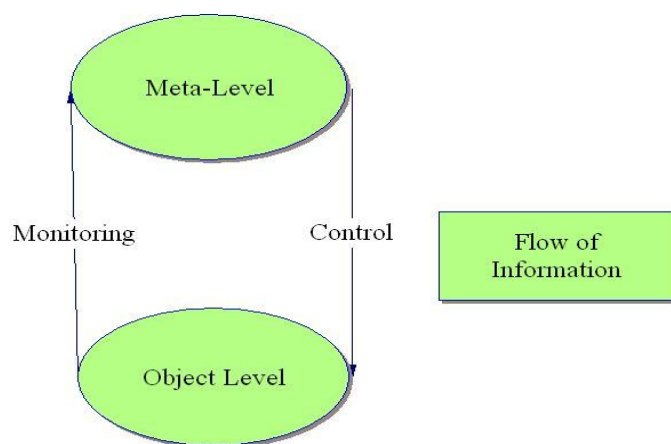 Meta-Level
Monitoring
Control
Flow of
Information
Object Level